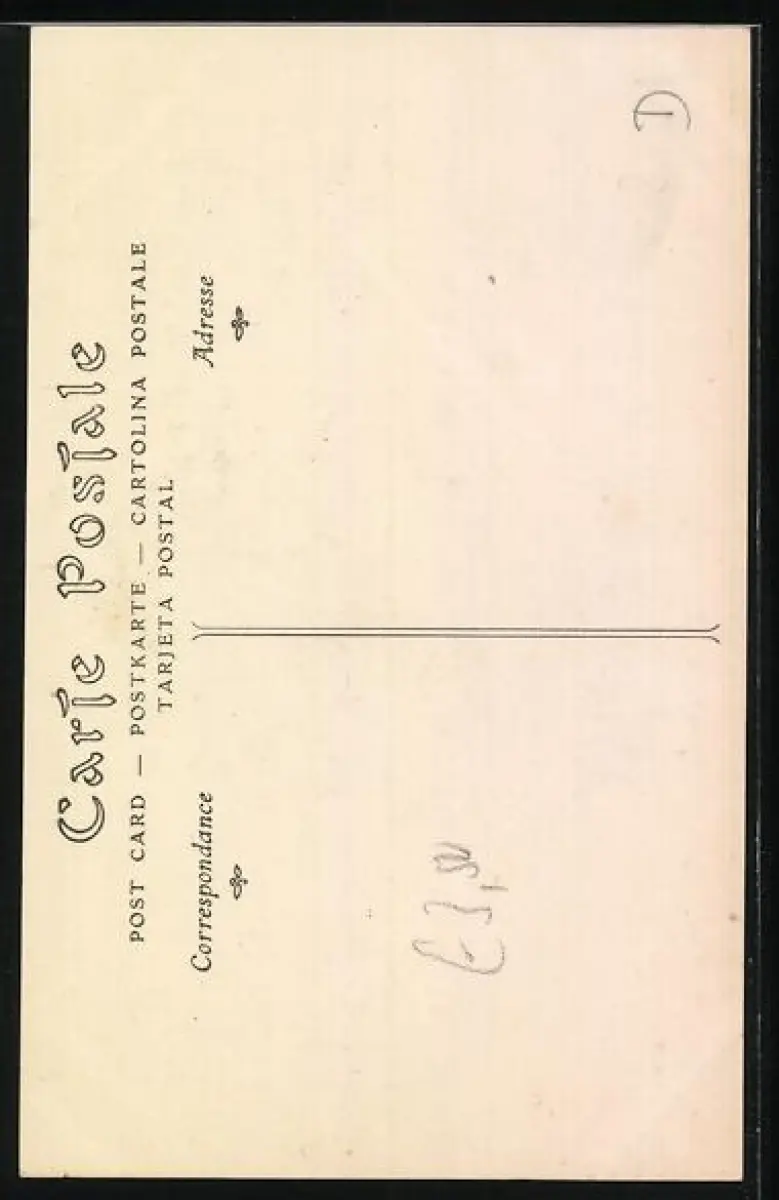 Carte Postale
POST CARD — POSTKARTE — CARTOLINA POSTALE
TARJETA POSTAL
Correspondance
Adresse
D